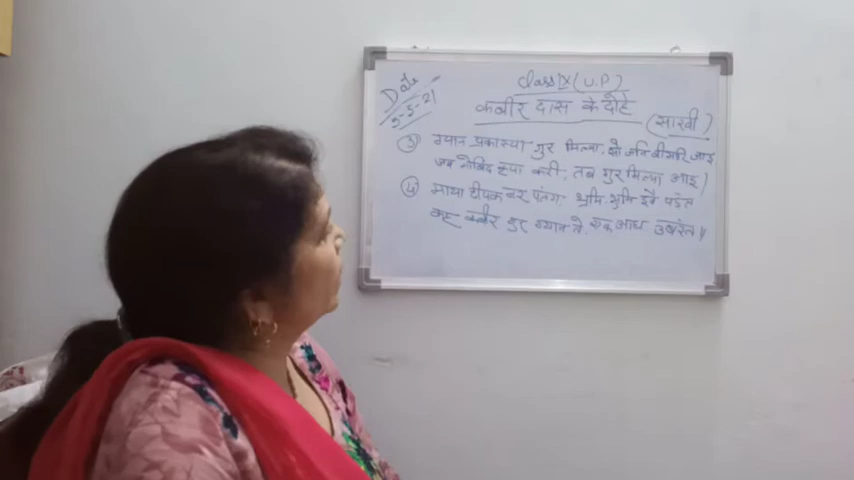 Date
5-5-21
Class IX (U.P)
कबीर दास के दोहे
(साखी)
③ ग्यान प्रकास्या गुर मिल्या, सो जनि बीसरि जाइ
जब गोबिंद कृपा करी, तब गुर मिल्या आइ।
④ माया दीपक नर पतंग, भ्रमि-भ्रमि इवै पडंत
कह कबीर गुर ग्यान ते, एक आध उबरंत॥